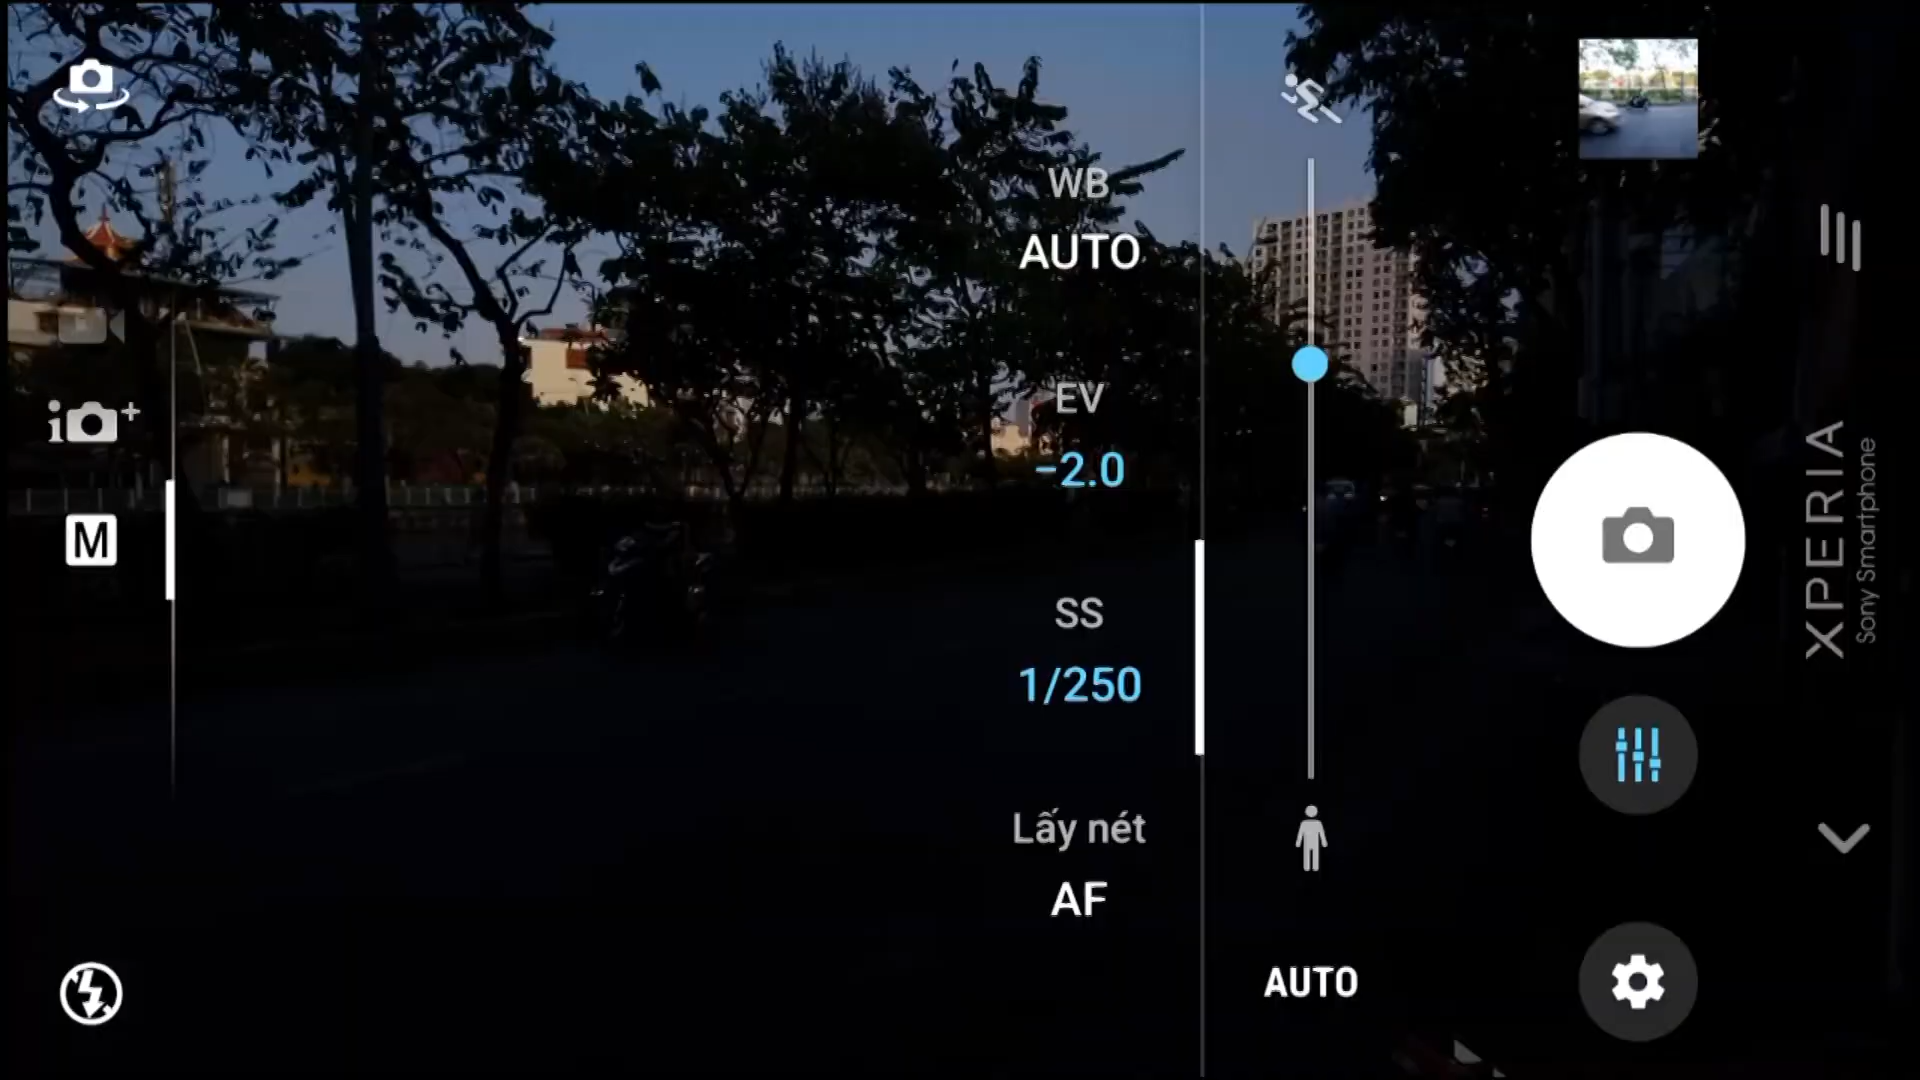 WB
AUTO
EV
-2.0
SS
1/250
Lấy nét
AF
AUTO
i +
M
XPERIA
Sony Smartphone